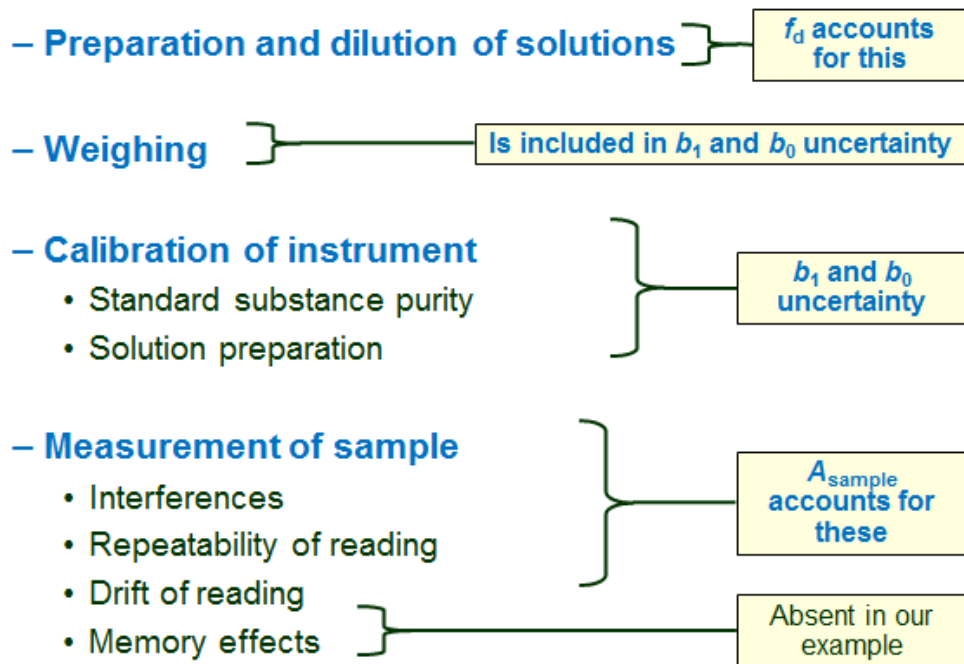 – Preparation and dilution of solutions
f_d accounts
for this
– Weighing
Is included in b₁ and b₀ uncertainty
– Calibration of instrument
• Standard substance purity
• Solution preparation
b₁ and b₀
uncertainty
– Measurement of sample
• Interferences
• Repeatability of reading
• Drift of reading
• Memory effects
A_sample
accounts for
these
Absent in our
example